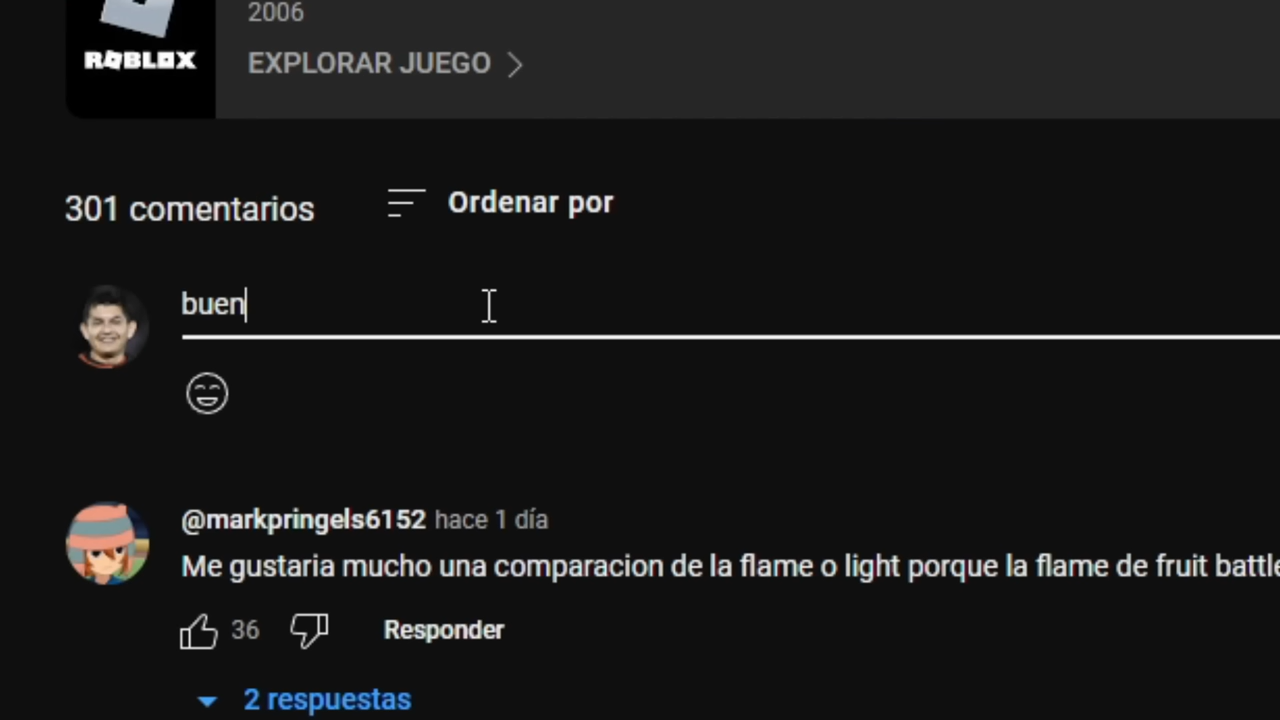 2006
ROBLOX
EXPLORAR JUEGO
301 comentarios
Ordenar por
buen
@markpringels6152 hace 1 día
Me gustaria mucho una comparacion de la flame o light porque la flame de fruit battle
36
Responder
2 respuestas